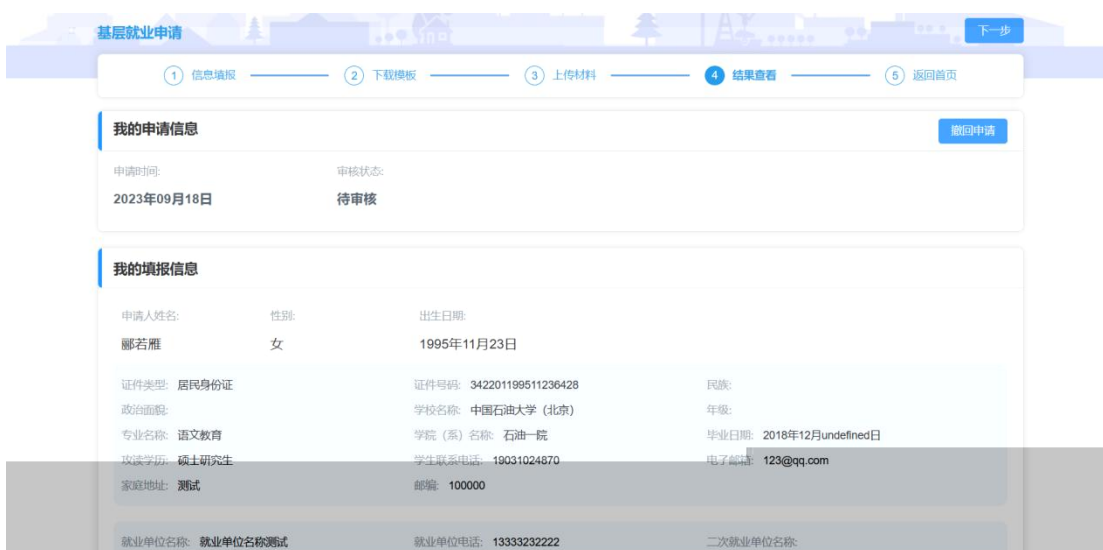 基层就业申请 下一步
1 信息填报 2 下载模板 3 上传材料 4 结果查看 5 返回首页
我的申请信息 撤回申请
申请时间: 审核状态:
2023年09月18日 待审核
我的填报信息
申请人姓名: 性别: 出生日期:
郦若雁 女 1995年11月23日
证件类型: 居民身份证 证件号码: 342201199511236428 民族:
政治面貌: 学校名称: 中国石油大学（北京） 年级:
专业名称: 语文教育 学院（系）名称: 石油一院 毕业日期: 2018年12月undefined日
攻读学历: 硕士研究生 学生联系电话: 19031024870 电子邮箱: 123@qq.com
家庭地址: 测试 邮编: 100000
就业单位名称: 就业单位名称测试 就业单位电话: 13333232222 二次就业单位名称: